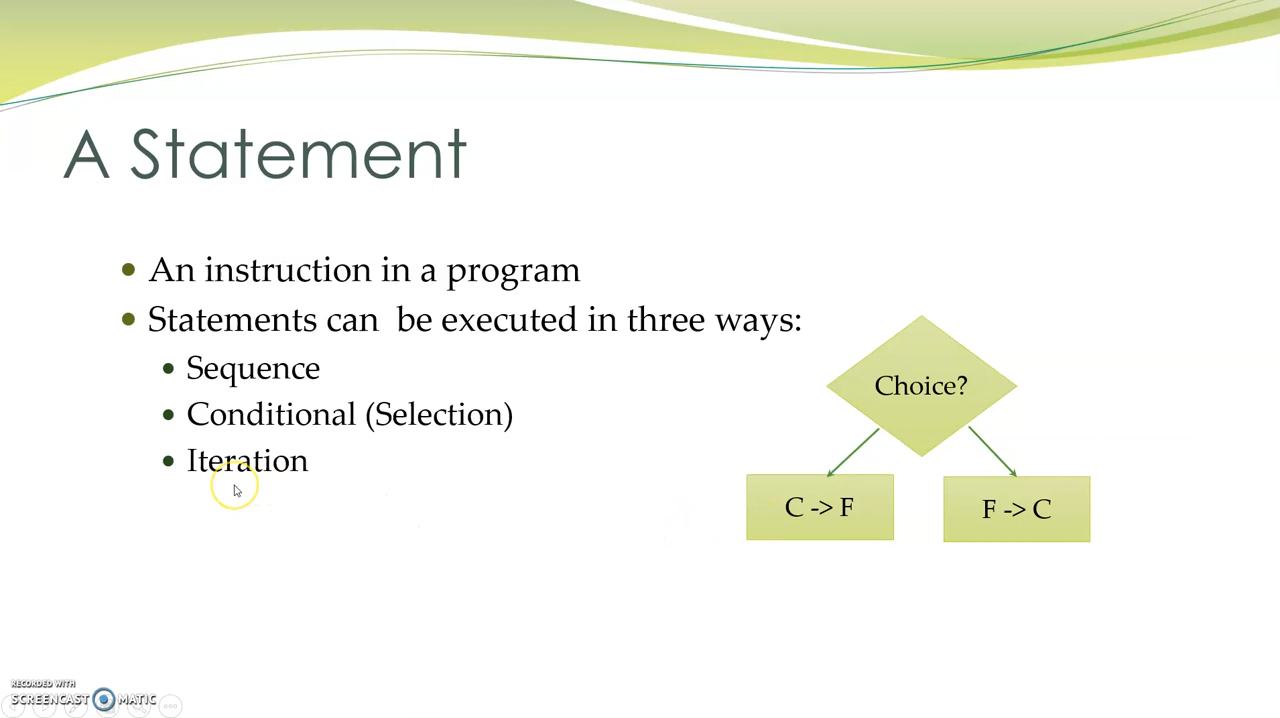 A Statement
An instruction in a program
Statements can be executed in three ways:
Sequence
Conditional (Selection)
Iteration
Choice?
C -> F
F -> C
RECORDED WITH
SCREENCAST MATIC